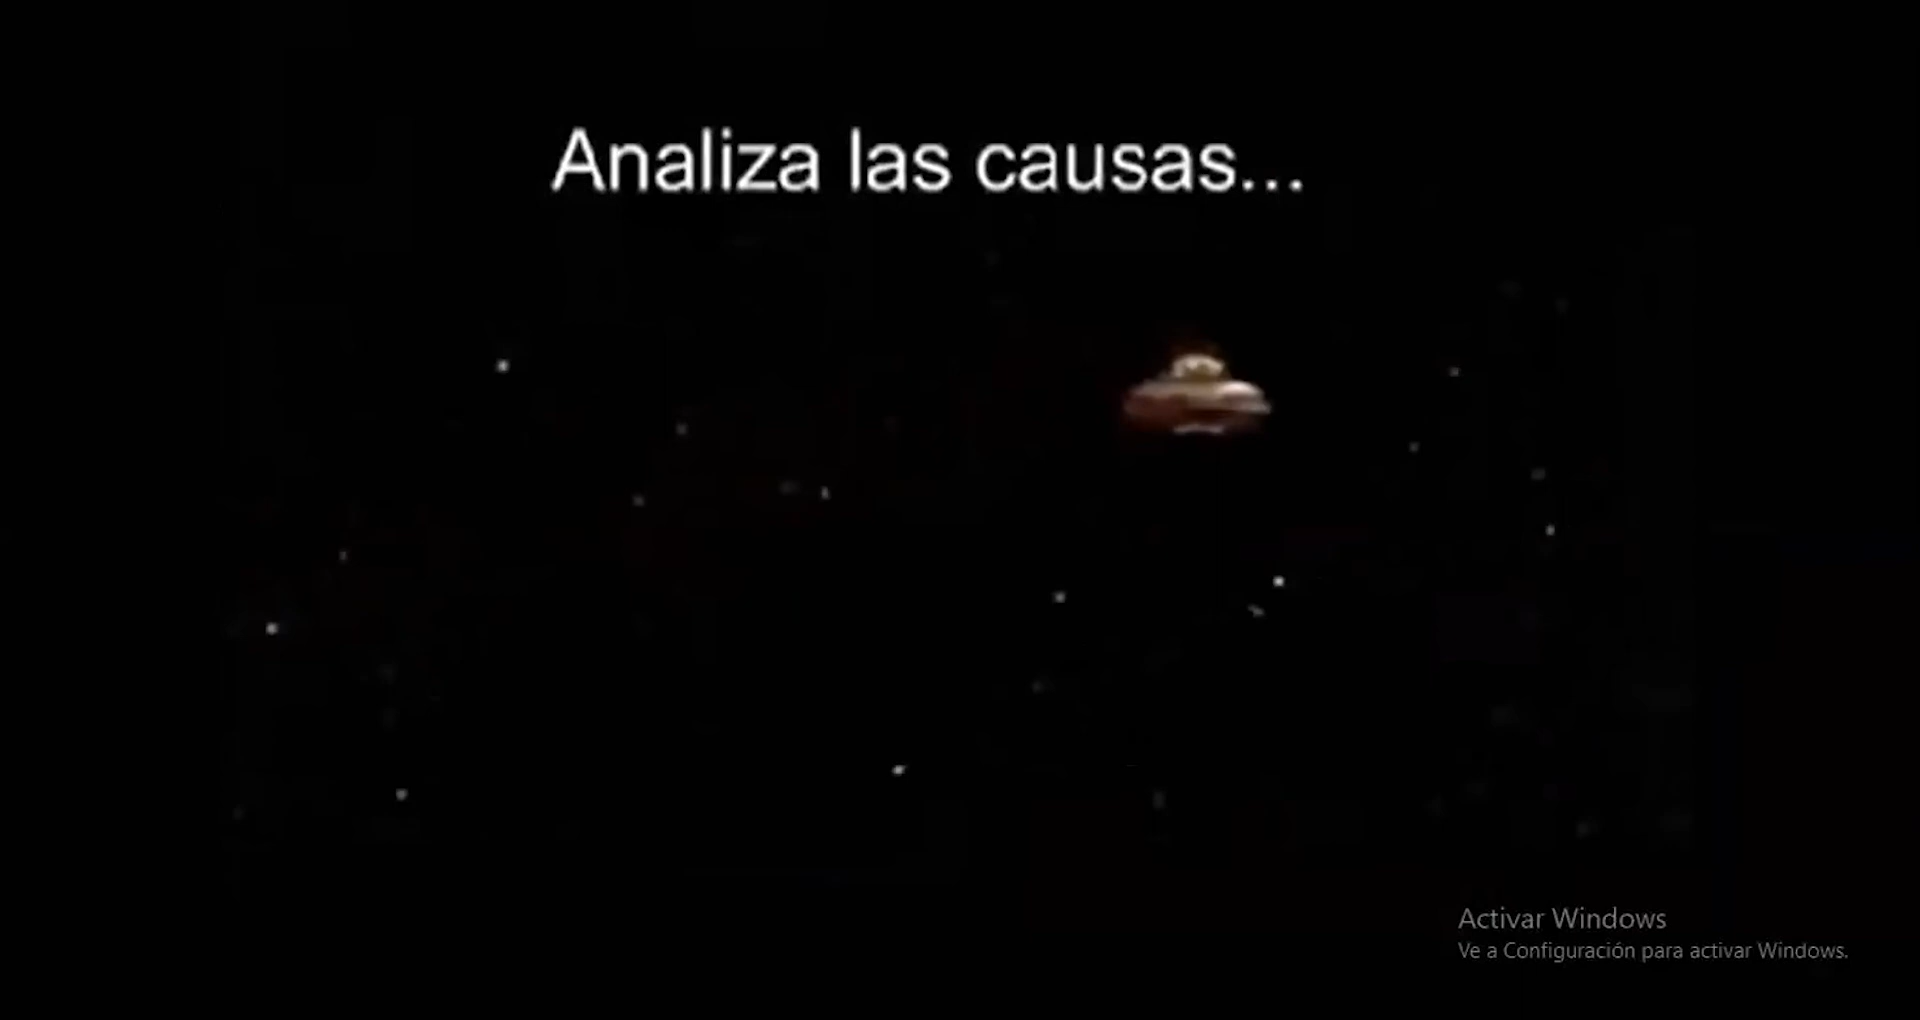 Analiza las causas...
Activar Windows
Ve a Configuración para activar Windows.